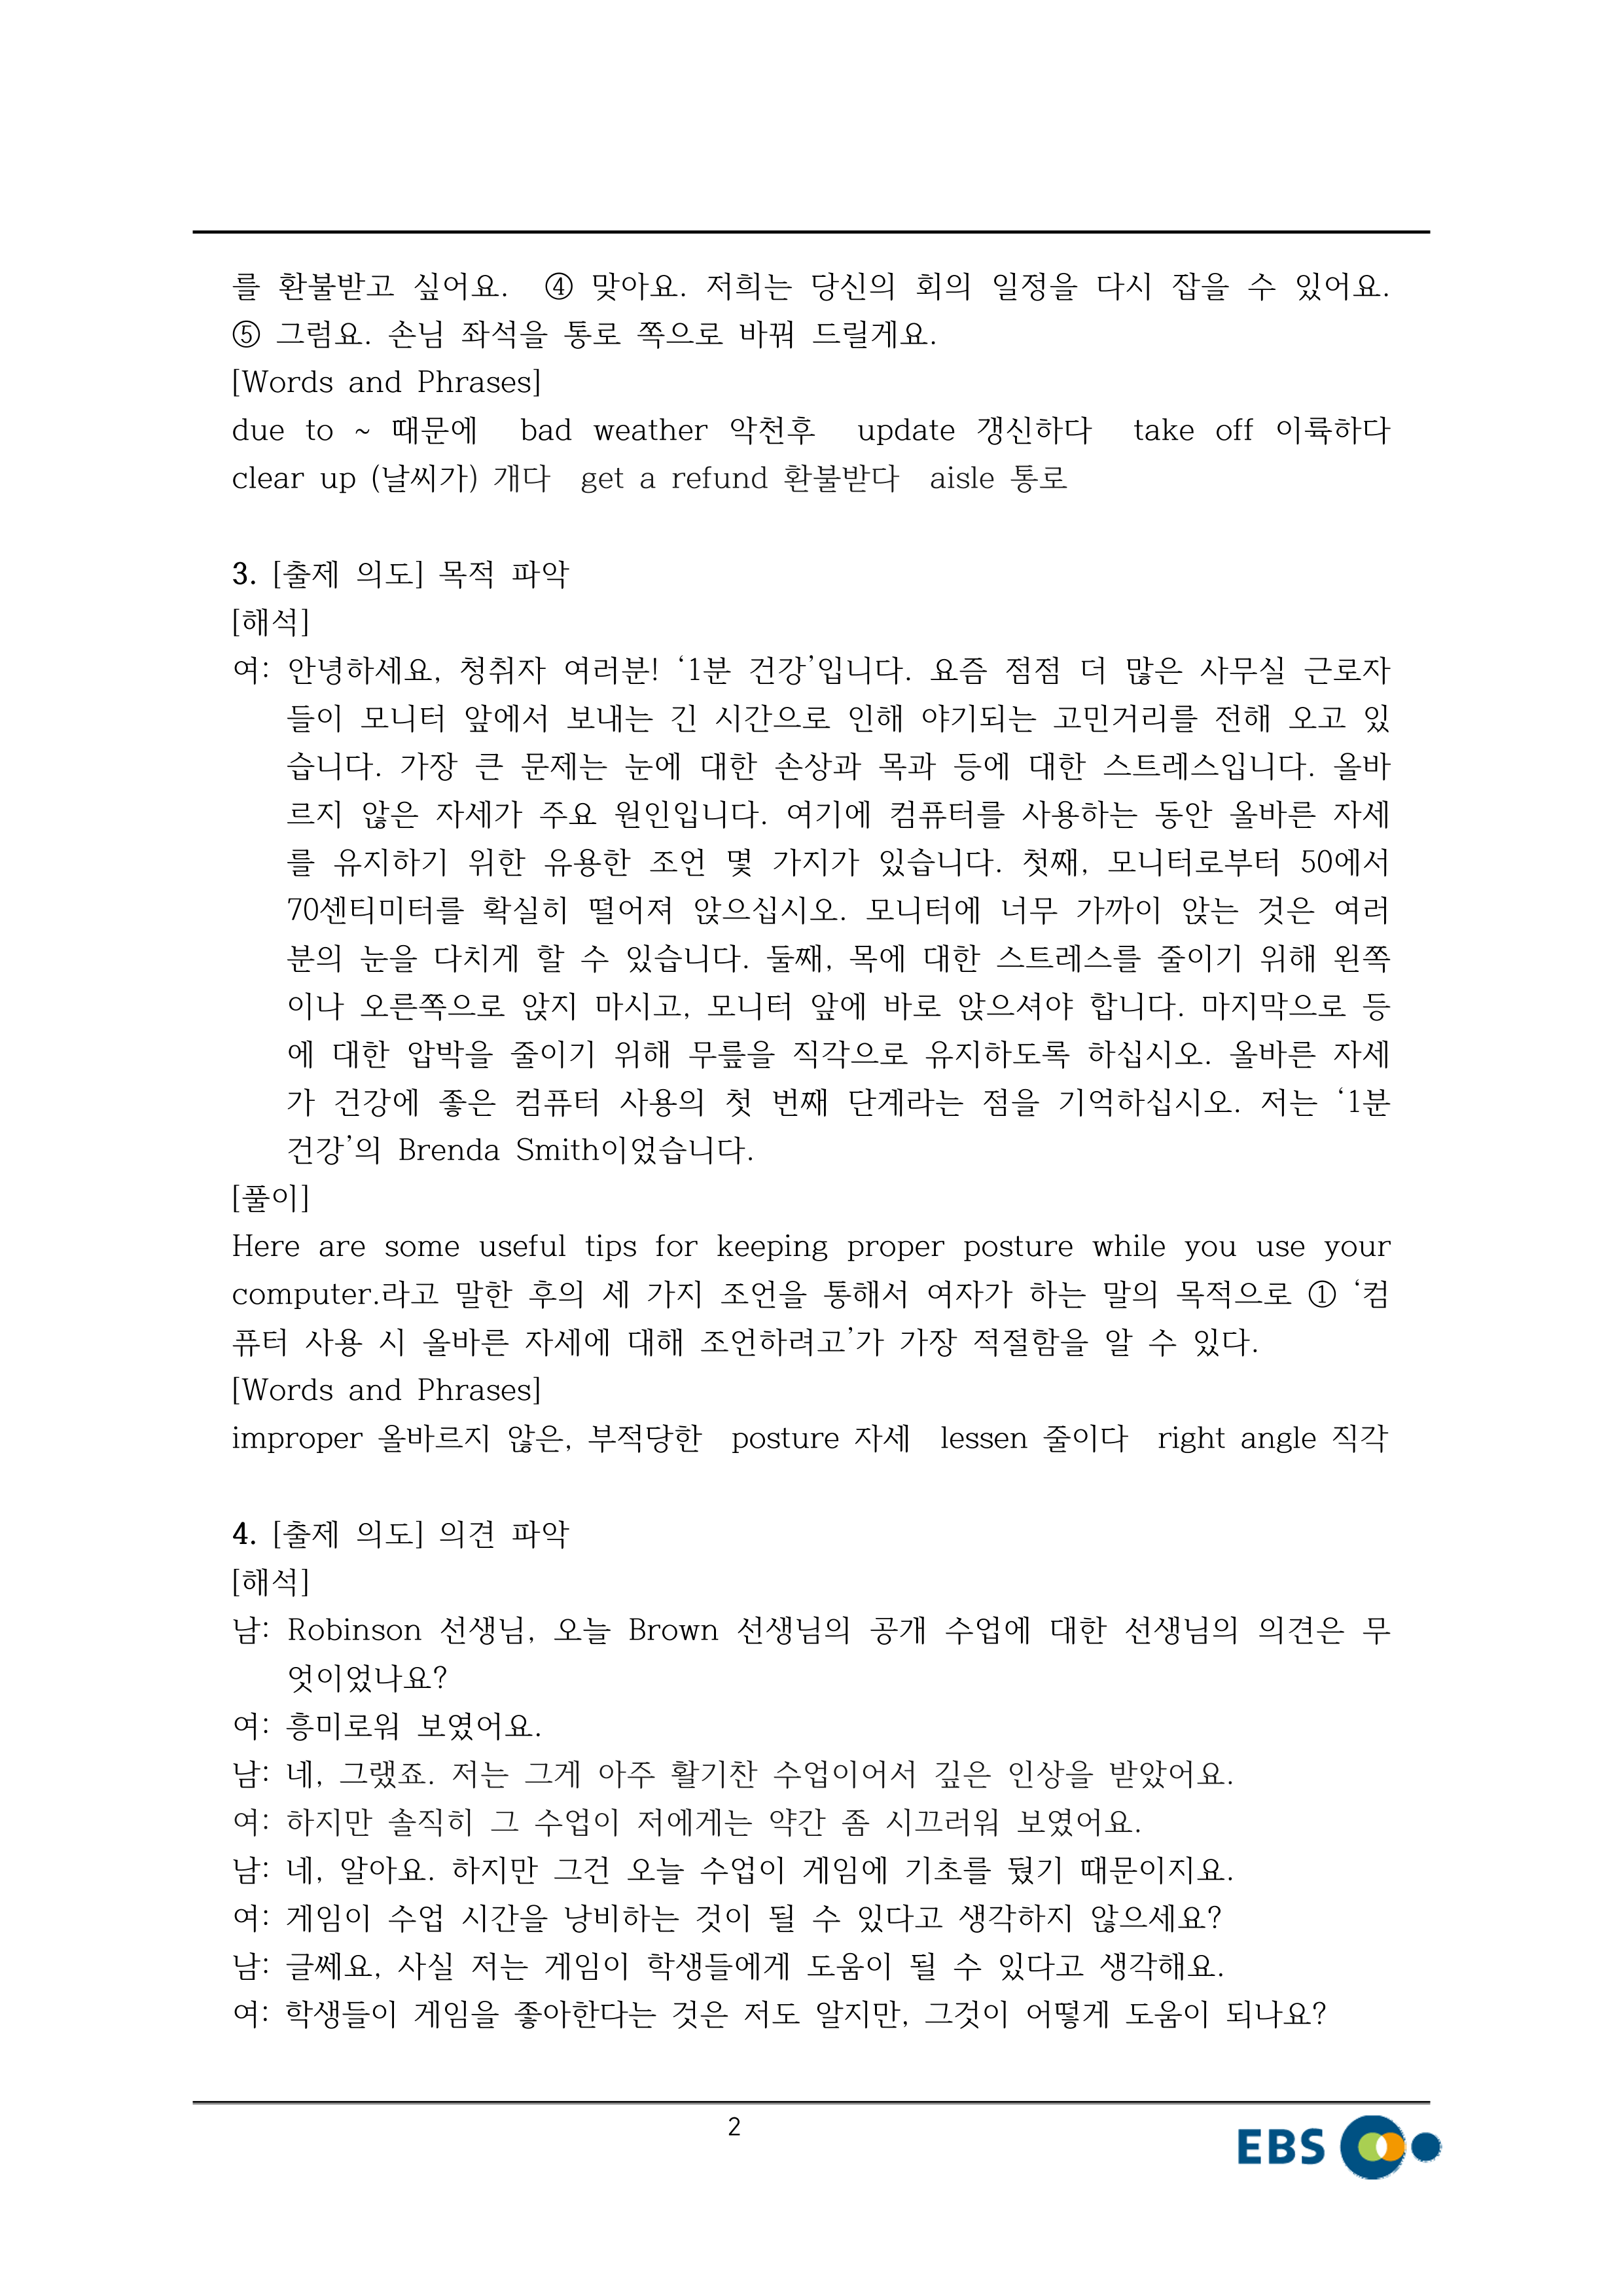 를 환불받고 싶어요.  ④ 맞아요. 저희는 당신의 회의 일정을 다시 잡을 수 있어요.
⑤ 그럼요. 손님 좌석을 통로 쪽으로 바꿔 드릴게요.
[Words and Phrases]
due to ~ 때문에  bad weather 악천후  update 갱신하다  take off 이륙하다
clear up (날씨가) 개다  get a refund 환불받다  aisle 통로
3. [출제 의도] 목적 파악
[해석]
여: 안녕하세요, 청취자 여러분! ‘1분 건강’입니다. 요즘 점점 더 많은 사무실 근로자
들이 모니터 앞에서 보내는 긴 시간으로 인해 야기되는 고민거리를 전해 오고 있
습니다. 가장 큰 문제는 눈에 대한 손상과 목과 등에 대한 스트레스입니다. 올바
르지 않은 자세가 주요 원인입니다. 여기에 컴퓨터를 사용하는 동안 올바른 자세
를 유지하기 위한 유용한 조언 몇 가지가 있습니다. 첫째, 모니터로부터 50에서
70센티미터를 확실히 떨어져 앉으십시오. 모니터에 너무 가까이 앉는 것은 여러
분의 눈을 다치게 할 수 있습니다. 둘째, 목에 대한 스트레스를 줄이기 위해 왼쪽
이나 오른쪽으로 앉지 마시고, 모니터 앞에 바로 앉으셔야 합니다. 마지막으로 등
에 대한 압박을 줄이기 위해 무릎을 직각으로 유지하도록 하십시오. 올바른 자세
가 건강에 좋은 컴퓨터 사용의 첫 번째 단계라는 점을 기억하십시오. 저는 ‘1분
건강’의 Brenda Smith이었습니다.
[풀이]
Here are some useful tips for keeping proper posture while you use your
computer.라고 말한 후의 세 가지 조언을 통해서 여자가 하는 말의 목적으로 ① ‘컴
퓨터 사용 시 올바른 자세에 대해 조언하려고’가 가장 적절함을 알 수 있다.
[Words and Phrases]
improper 올바르지 않은, 부적당한  posture 자세  lessen 줄이다  right angle 직각
4. [출제 의도] 의견 파악
[해석]
남: Robinson 선생님, 오늘 Brown 선생님의 공개 수업에 대한 선생님의 의견은 무
엇이었나요?
여: 흥미로워 보였어요.
남: 네, 그랬죠. 저는 그게 아주 활기찬 수업이어서 깊은 인상을 받았어요.
여: 하지만 솔직히 그 수업이 저에게는 약간 좀 시끄러워 보였어요.
남: 네, 알아요. 하지만 그건 오늘 수업이 게임에 기초를 뒀기 때문이지요.
여: 게임이 수업 시간을 낭비하는 것이 될 수 있다고 생각하지 않으세요?
남: 글쎄요, 사실 저는 게임이 학생들에게 도움이 될 수 있다고 생각해요.
여: 학생들이 게임을 좋아한다는 것은 저도 알지만, 그것이 어떻게 도움이 되나요?
2
EBS